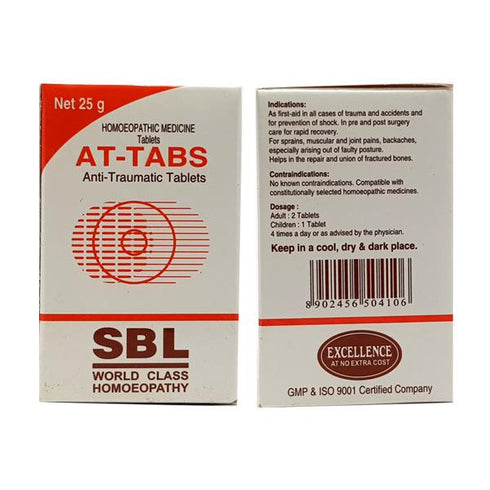 Net 25 g
HOMOEOPATHIC MEDICINE
Tablets
AT-TABS
Anti-Traumatic Tablets
SBL
WORLD CLASS
HOMOEOPATHY
Indications:
As first-aid in all cases of trauma and accidents and
for prevention of shock. In pre and post surgery
care for rapid recovery.
For sprains, muscular and joint pains, backaches,
especially arising out of faulty posture.
Helps in the repair and union of fractured bones.
Contraindications:
No known contraindications. Compatible with
constitutionally selected homoeopathic medicines.
Dosage :
Adult : 2 Tablets
Children : 1 Tablet
4 times a day or as advised by the physician.
Keep in a cool, dry & dark place.
8 902456 504106
EXCELLENCE
AT NO EXTRA COST
GMP & ISO 9001 Certified Company